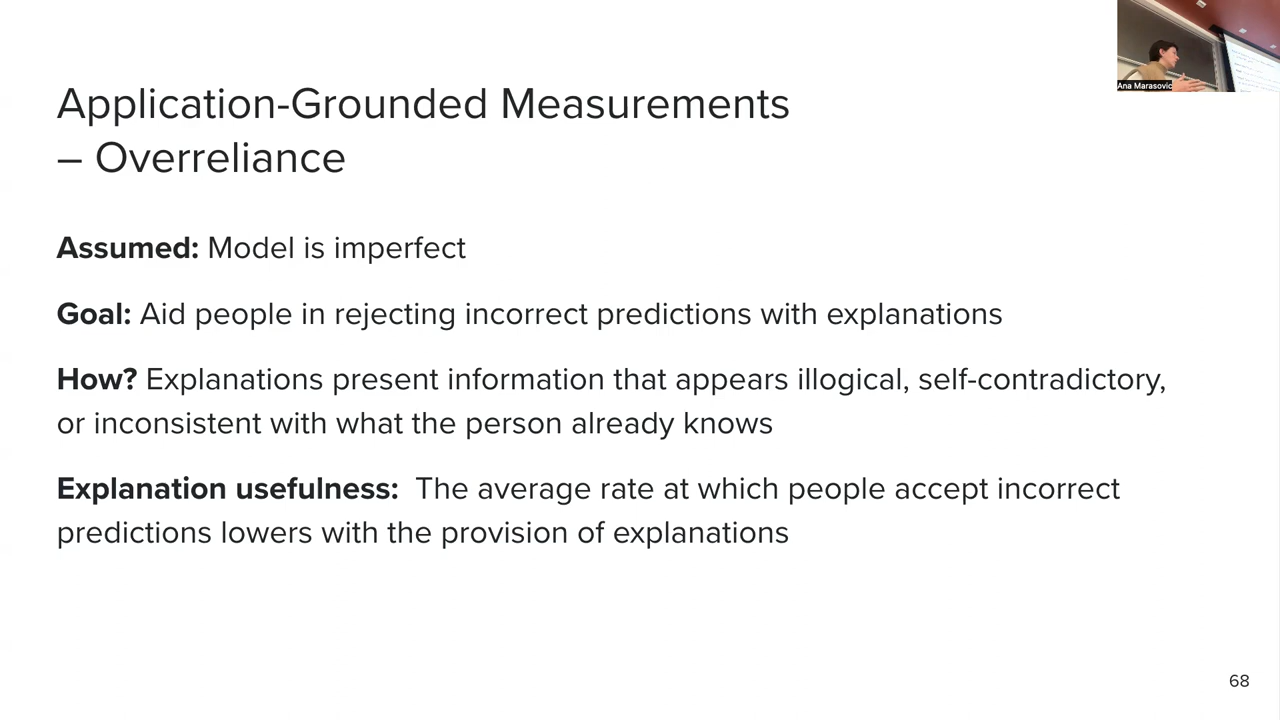 Ana Marasovic
Application-Grounded Measurements
– Overreliance
Assumed: Model is imperfect
Goal: Aid people in rejecting incorrect predictions with explanations
How? Explanations present information that appears illogical, self-contradictory,
or inconsistent with what the person already knows
Explanation usefulness: The average rate at which people accept incorrect
predictions lowers with the provision of explanations
68